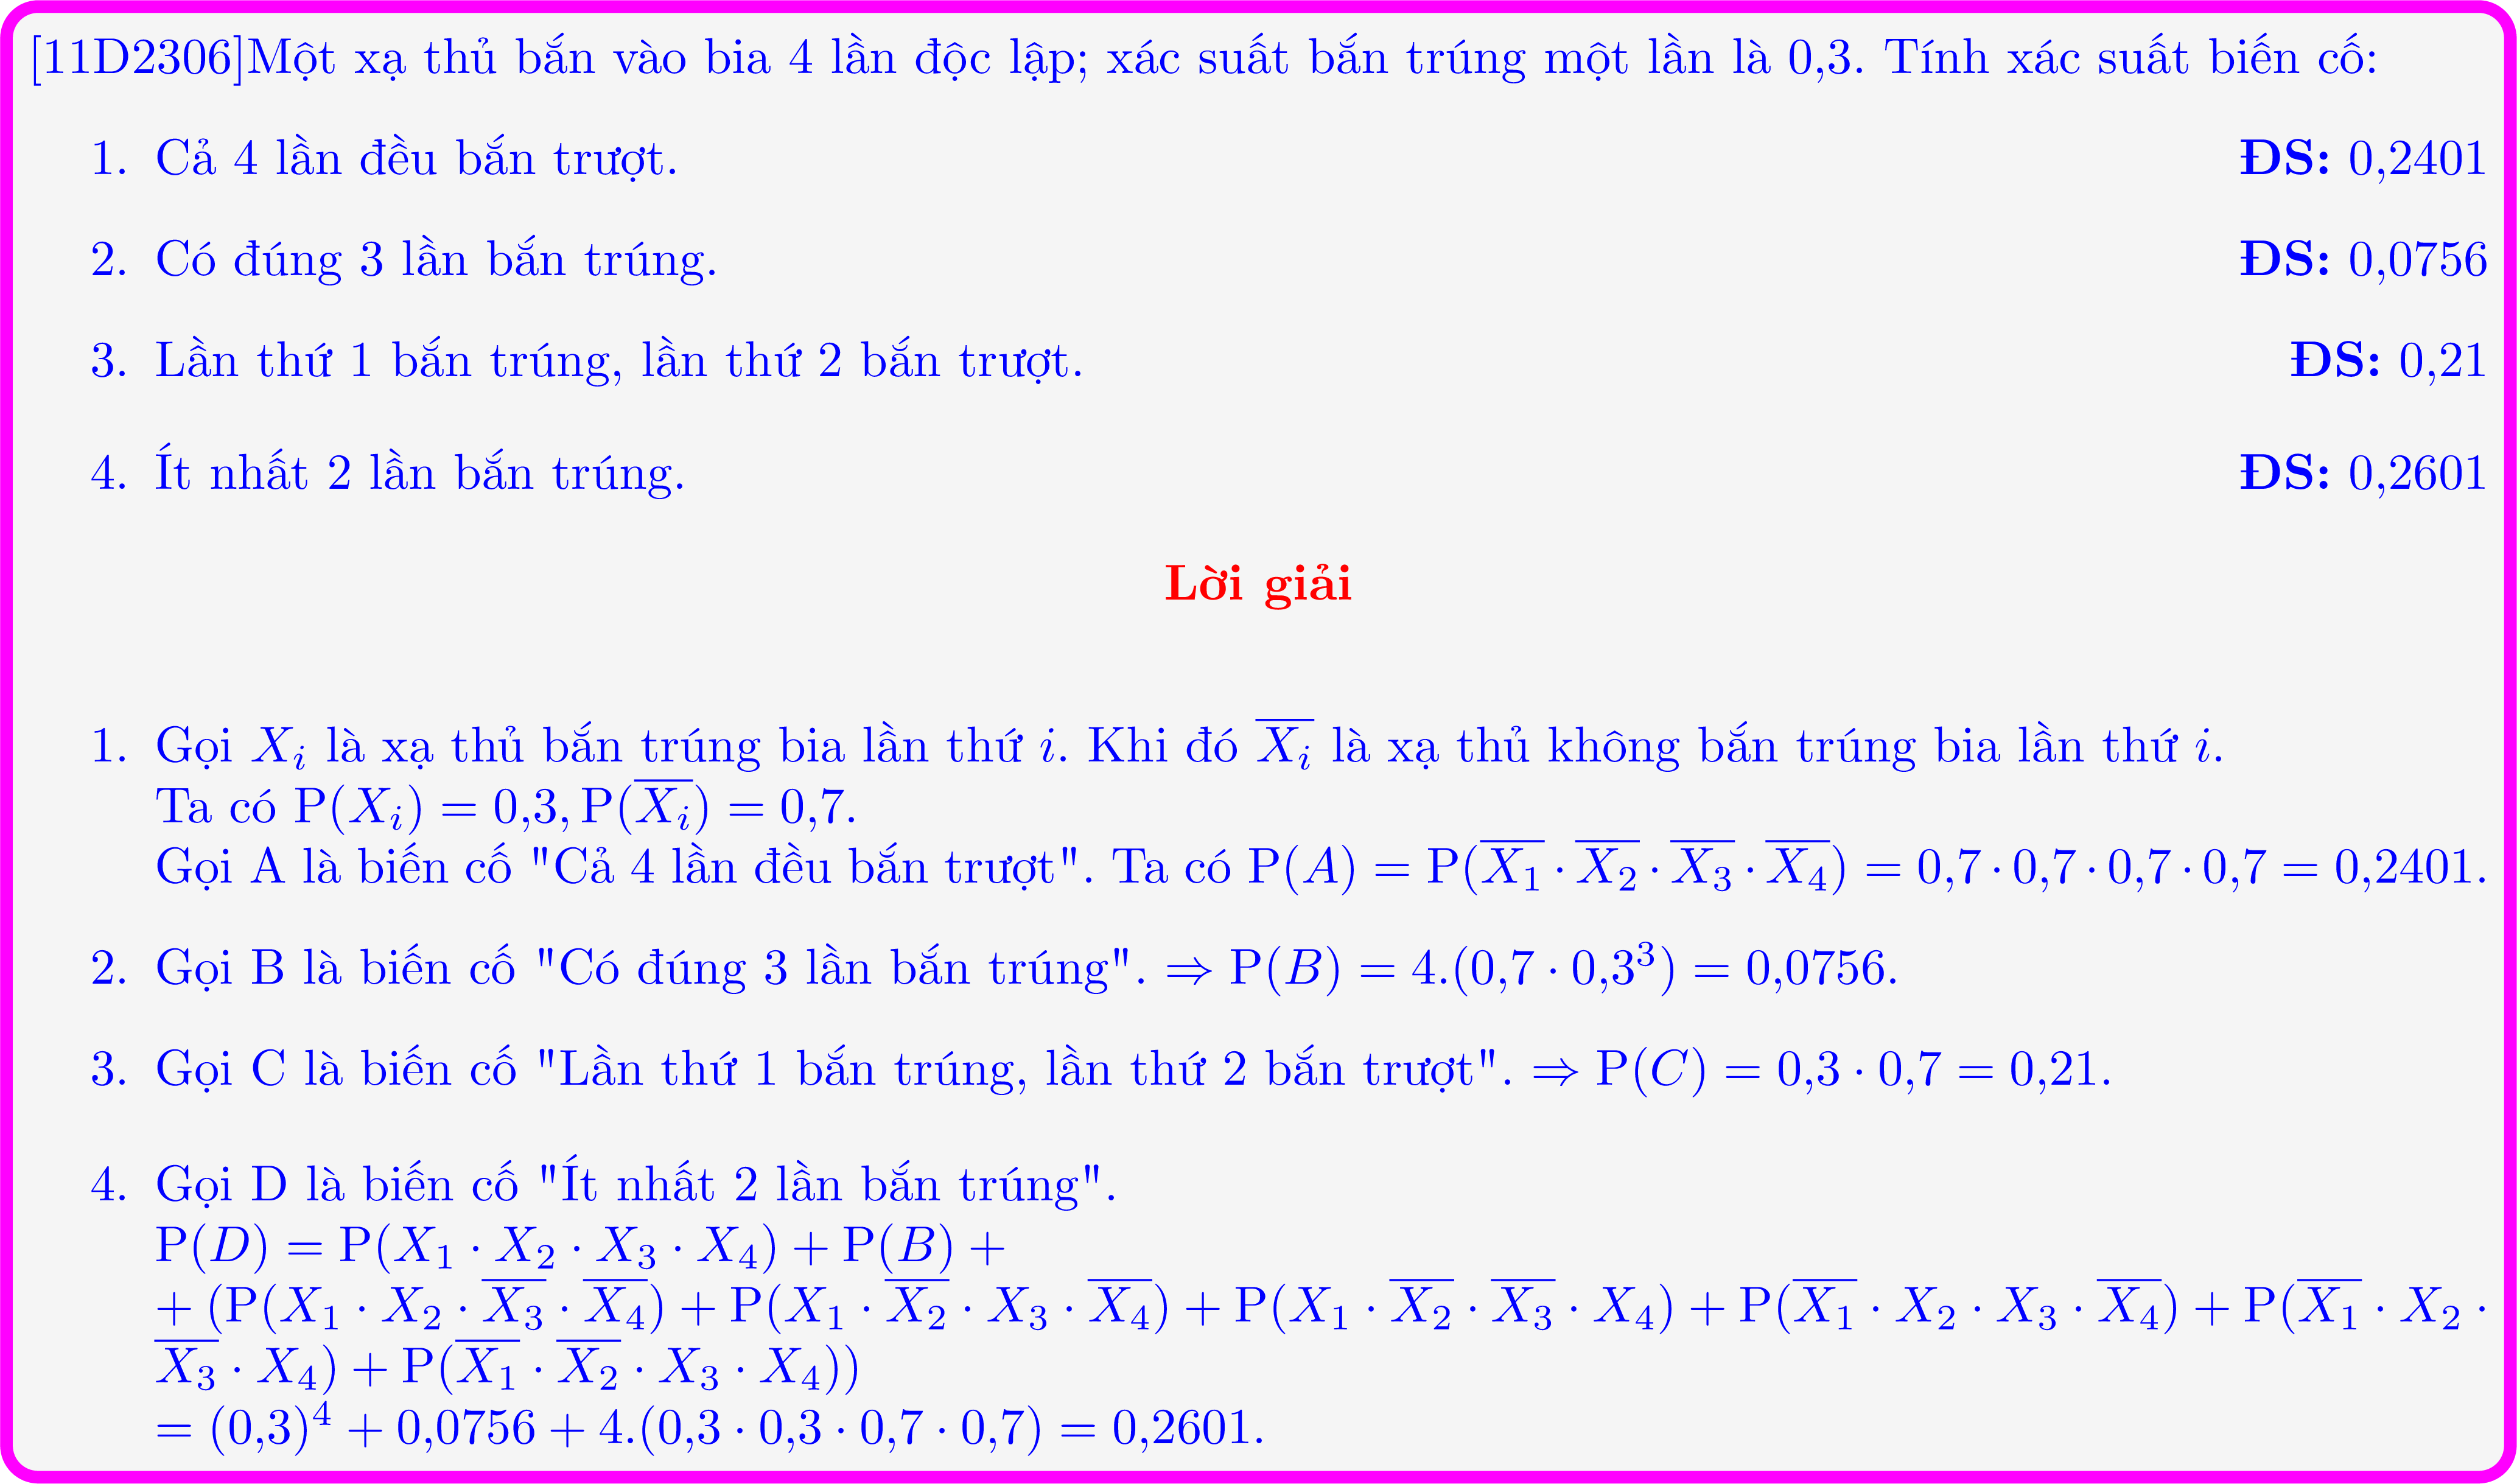 [11D2306]Một xạ thủ bắn vào bia 4 lần độc lập; xác suất bắn trúng một lần là 0,3. Tính xác suất biến cố:
1. Cả 4 lần đều bắn trượt. ĐS: 0,2401
2. Có đúng 3 lần bắn trúng. ĐS: 0,0756
3. Lần thứ 1 bắn trúng, lần thứ 2 bắn trượt. ĐS: 0,21
4. Ít nhất 2 lần bắn trúng. ĐS: 0,2601
Lời giải
1. Gọi $X_i$ là xạ thủ bắn trúng bia lần thứ $i$. Khi đó $\overline{X_i}$ là xạ thủ không bắn trúng bia lần thứ $i$.
Ta có $\mathrm{P}(X_i) = 0{,}3, \mathrm{P}(\overline{X_i}) = 0{,}7$.
Gọi A là biến cố "Cả 4 lần đều bắn trượt". Ta có $\mathrm{P}(A) = \mathrm{P}(\overline{X_1} \cdot \overline{X_2} \cdot \overline{X_3} \cdot \overline{X_4}) = 0{,}7 \cdot 0{,}7 \cdot 0{,}7 \cdot 0{,}7 = 0{,}2401$.
2. Gọi B là biến cố "Có đúng 3 lần bắn trúng". $\Rightarrow \mathrm{P}(B) = 4.(0{,}7 \cdot 0{,}3^3) = 0{,}0756$.
3. Gọi C là biến cố "Lần thứ 1 bắn trúng, lần thứ 2 bắn trượt". $\Rightarrow \mathrm{P}(C) = 0{,}3 \cdot 0{,}7 = 0{,}21$.
4. Gọi D là biến cố "Ít nhất 2 lần bắn trúng".
$\mathrm{P}(D) = \mathrm{P}(X_1 \cdot X_2 \cdot X_3 \cdot X_4) + \mathrm{P}(B) +$
$+ (\mathrm{P}(X_1 \cdot X_2 \cdot \overline{X_3} \cdot \overline{X_4}) + \mathrm{P}(X_1 \cdot \overline{X_2} \cdot X_3 \cdot \overline{X_4}) + \mathrm{P}(X_1 \cdot \overline{X_2} \cdot \overline{X_3} \cdot X_4) + \mathrm{P}(\overline{X_1} \cdot X_2 \cdot X_3 \cdot \overline{X_4}) + \mathrm{P}(\overline{X_1} \cdot X_2 \cdot$
$\overline{X_3} \cdot X_4) + \mathrm{P}(\overline{X_1} \cdot \overline{X_2} \cdot X_3 \cdot X_4))$
$= (0{,}3)^4 + 0{,}0756 + 4.(0{,}3 \cdot 0{,}3 \cdot 0{,}7 \cdot 0{,}7) = 0{,}2601$.